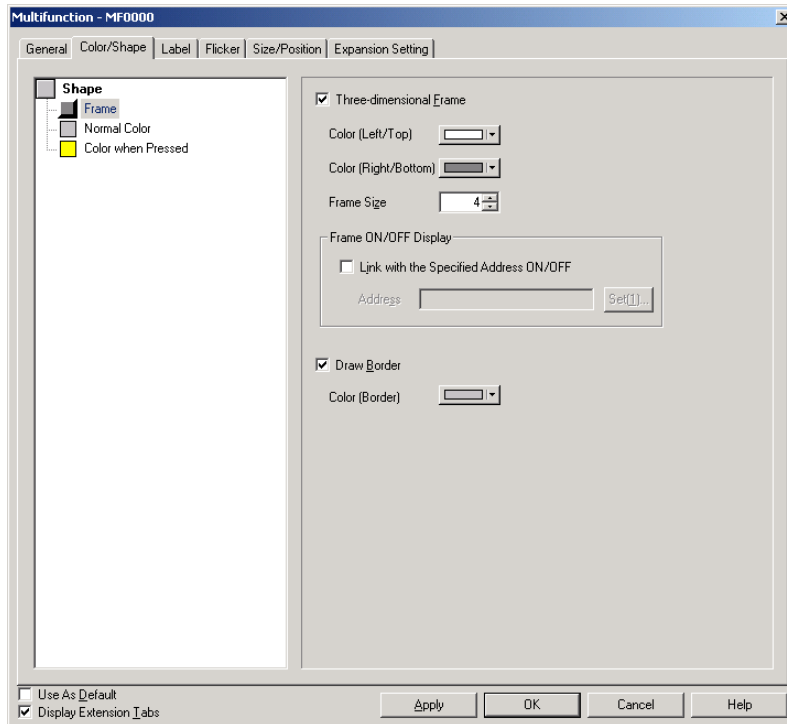 Multifunction - MF0000
General Color/Shape Label Flicker Size/Position Expansion Setting
Shape
Frame
Normal Color
Color when Pressed
Three-dimensional Frame
Color (Left/Top)
Color (Right/Bottom)
Frame Size 4
Frame ON/OFF Display
Link with the Specified Address ON/OFF
Address Set(1)...
Draw Border
Color (Border)
Use As Default
Display Extension Tabs
Apply OK Cancel Help